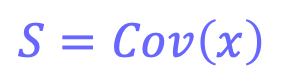 S = Cov(x)